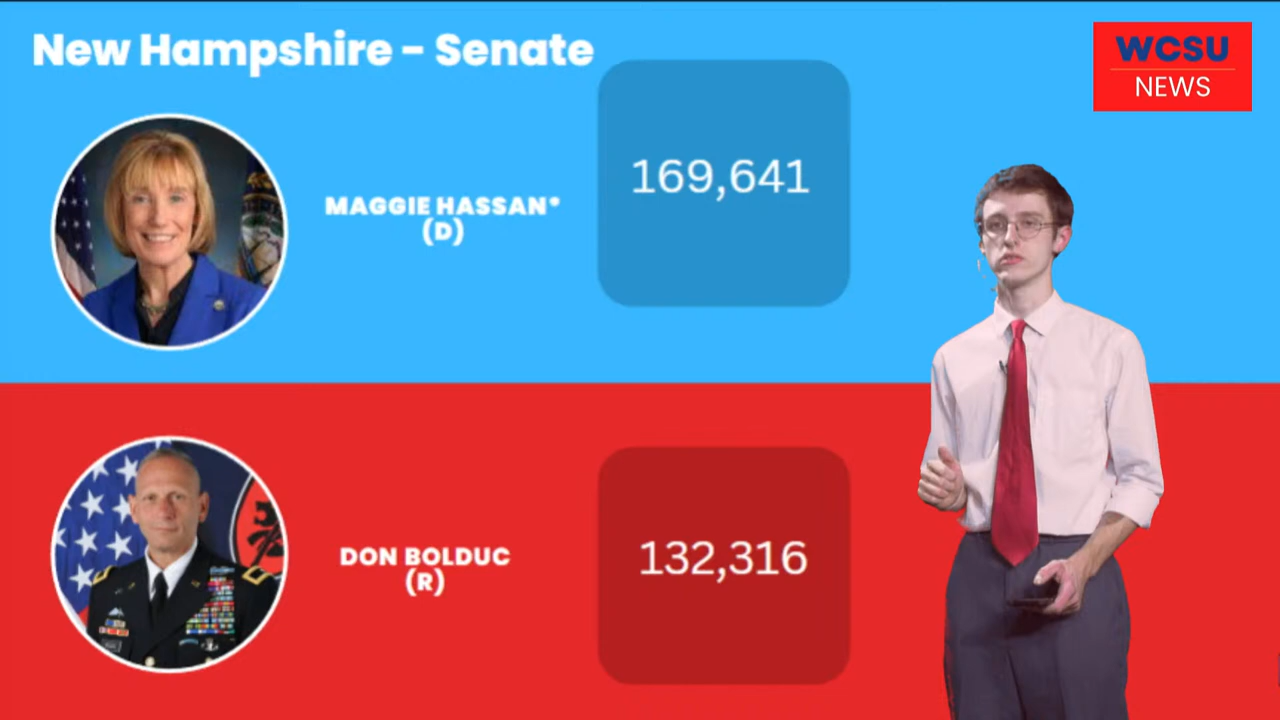 New Hampshire - Senate
WCSU
NEWS
169,641
MAGGIE HASSAN*
(D)
DON BOLDUC
(R)
132,316